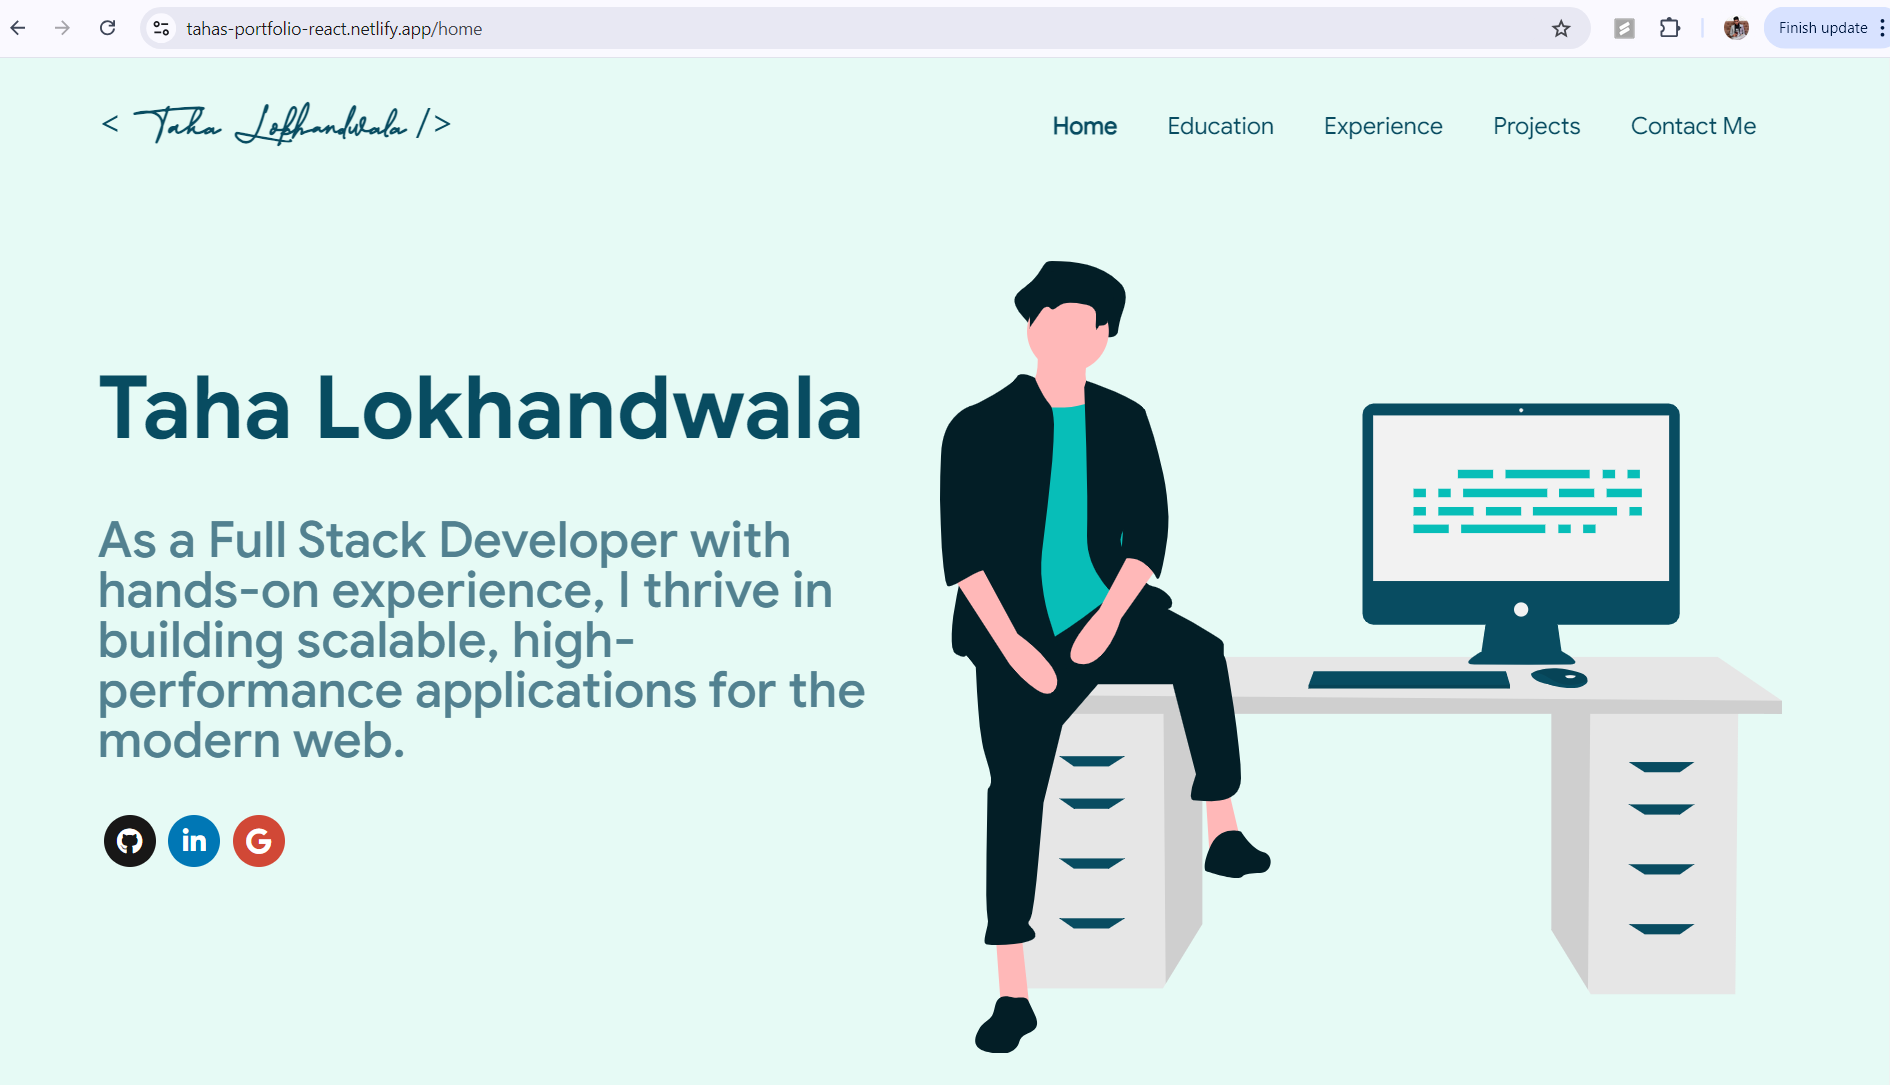 tahas-portfolio-react.netlify.app/home
Finish update
< Taha Lokhandwala />
Home Education Experience Projects Contact Me
Taha Lokhandwala
As a Full Stack Developer with
hands-on experience, I thrive in
building scalable, high-
performance applications for the
modern web.
in
G